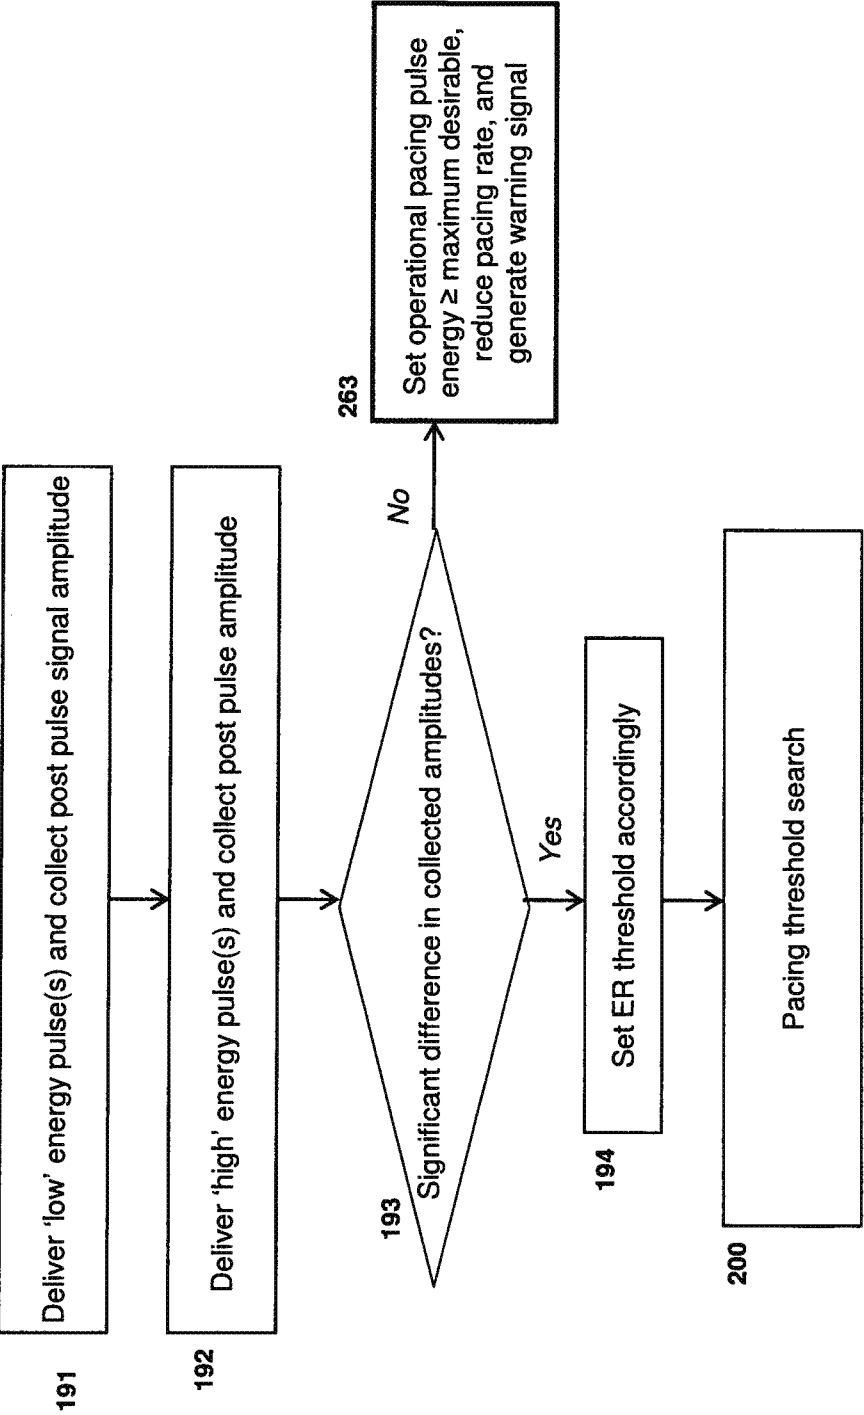 191
Deliver ‘low’ energy pulse(s) and collect post pulse signal amplitude
192
Deliver ‘high’ energy pulse(s) and collect post pulse amplitude
193
Significant difference in collected amplitudes?
No
263
Set operational pacing pulse
energy ≥ maximum desirable,
reduce pacing rate, and
generate warning signal
Yes
194
Set ER threshold accordingly
200
Pacing threshold search